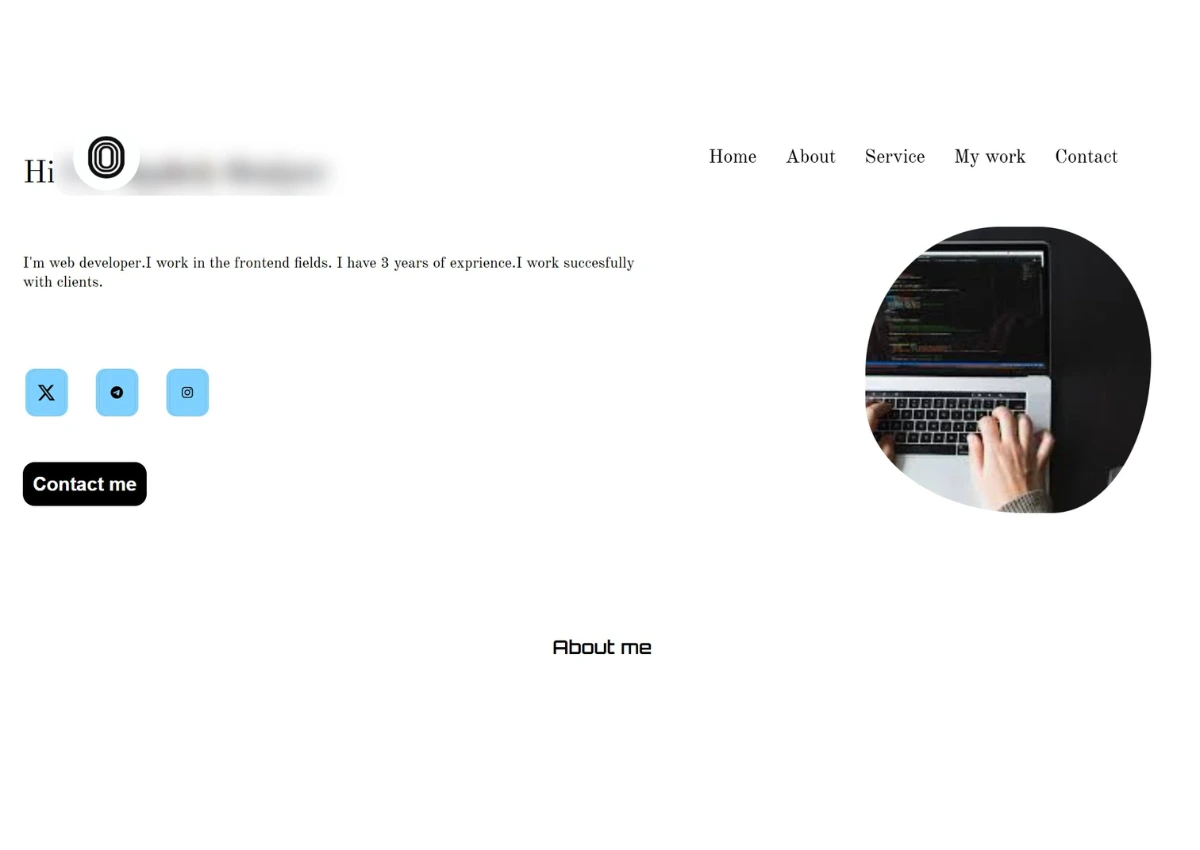 Hi
Home About Service My work Contact
I'm web developer.I work in the frontend fields. I have 3 years of exprience.I work succesfully
with clients.
Contact me
About me